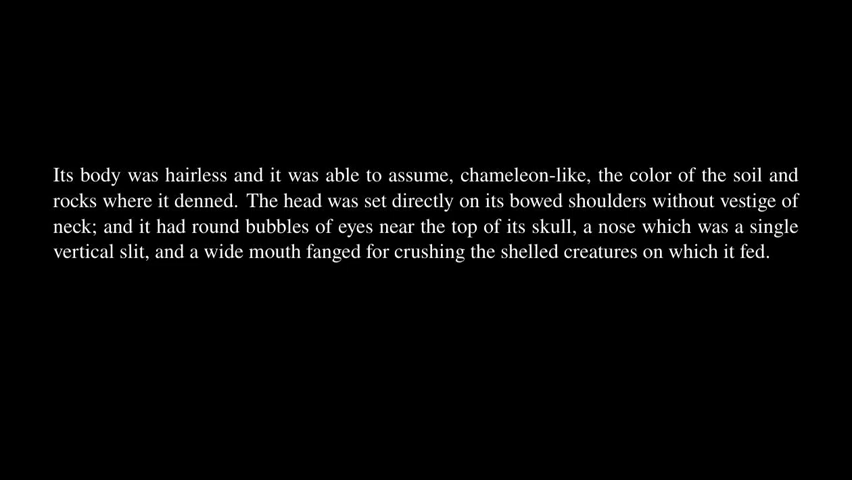 Its body was hairless and it was able to assume, chameleon-like, the color of the soil and
rocks where it denned. The head was set directly on its bowed shoulders without vestige of
neck; and it had round bubbles of eyes near the top of its skull, a nose which was a single
vertical slit, and a wide mouth fanged for crushing the shelled creatures on which it fed.